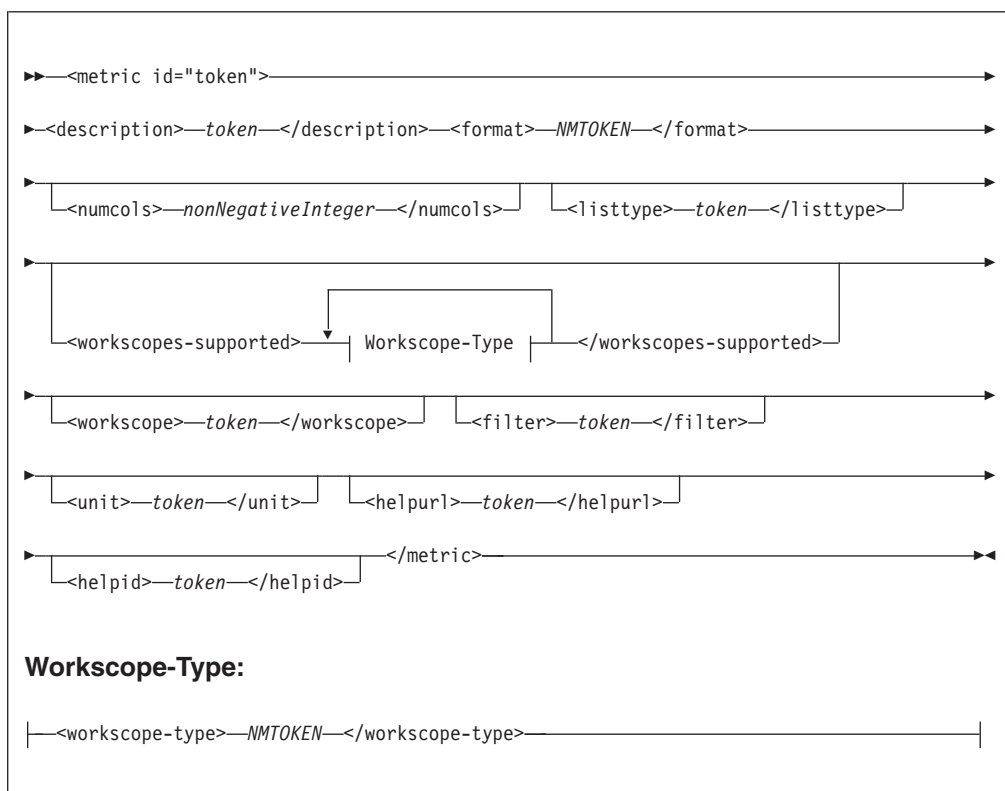 <metric id="token">
<description> token </description> <format> NMTOKEN </format>
<numcols> nonNegativeInteger </numcols> <listtype> token </listtype>
<workscopes-supported> Workscope-Type </workscopes-supported>
<workscope> token </workscope> <filter> token </filter>
<unit> token </unit> <helpurl> token </helpurl>
</metric>
<helpid> token </helpid>
Workscope-Type:
<workscope-type> NMTOKEN </workscope-type>